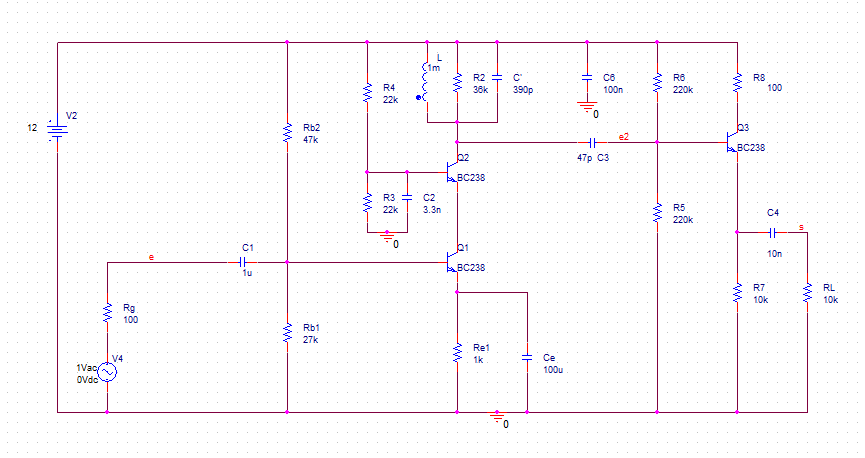 V2
12
Rb2
47k
R4
22k
L
1m
R2
36k
C'
390p
C6
100n
0
R6
220k
R8
100
Q3
BC238
e2
47p C3
Q2
BC238
R3
22k
C2
3.3n
0
R5
220k
C4
s
10n
C1
e
1u
Q1
BC238
Rg
100
R7
10k
RL
10k
Rb1
27k
Re1
1k
Ce
100u
V4
1Vac
0Vdc
0